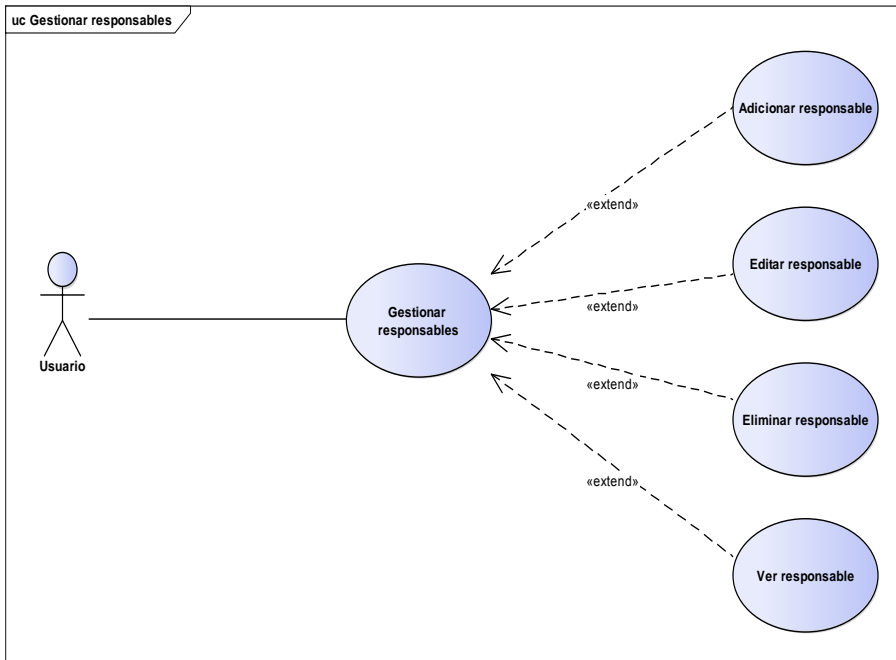 uc Gestionar responsables
Adicionar responsable
«extend»
Editar responsable
«extend»
Gestionar
responsables
Usuario
«extend»
Eliminar responsable
«extend»
Ver responsable